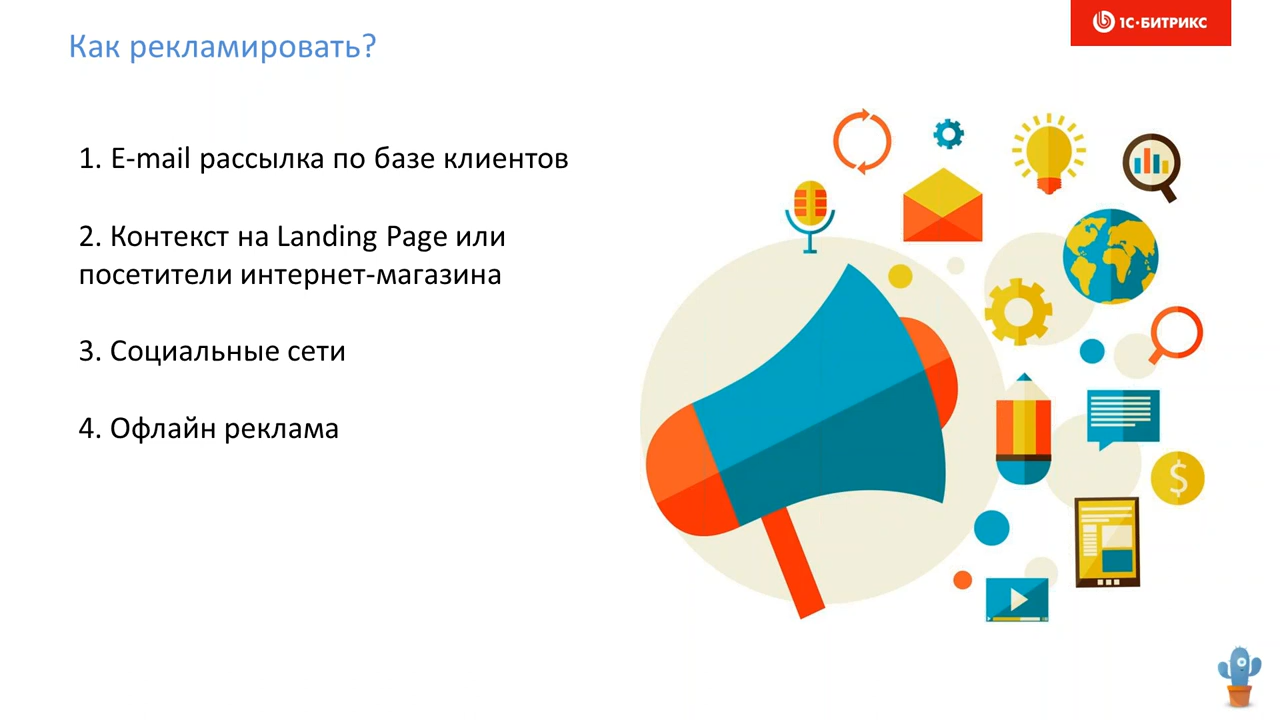 Как рекламировать?
1С·БИТРИКС
1. E-mail рассылка по базе клиентов
2. Контекст на Landing Page или
посетители интернет-магазина
3. Социальные сети
4. Офлайн реклама
$